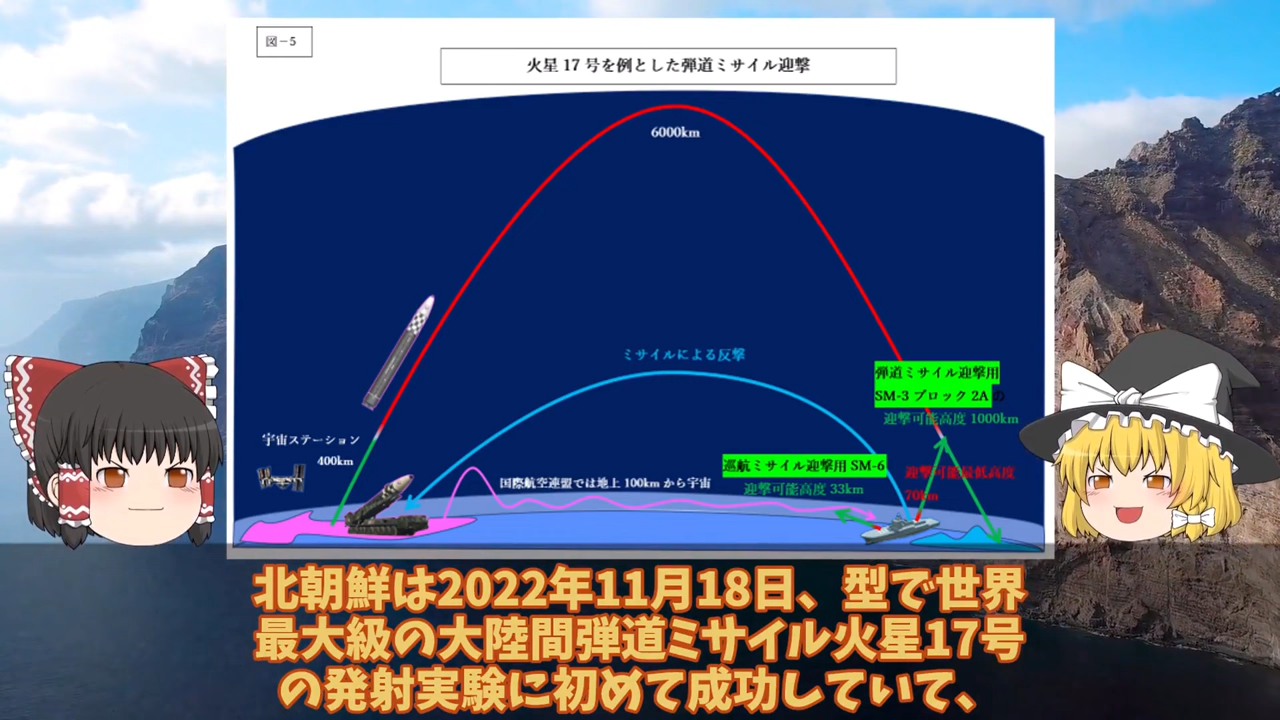 図－5
火星 17 号を例とした弾道ミサイル迎撃
6000km
ミサイルによる反撃
弾道ミサイル迎撃用
SM-3 ブロック 2A の
迎撃可能高度 1000km
宇宙ステーション
400km
巡航ミサイル迎撃用 SM-6
迎撃可能高度 33km
迎撃可能最低高度
70km
国際航空連盟では地上 100km から宇宙
北朝鮮は2022年11月18日、型で世界
最大級の大陸間弾道ミサイル火星17号
の発射実験に初めて成功していて、